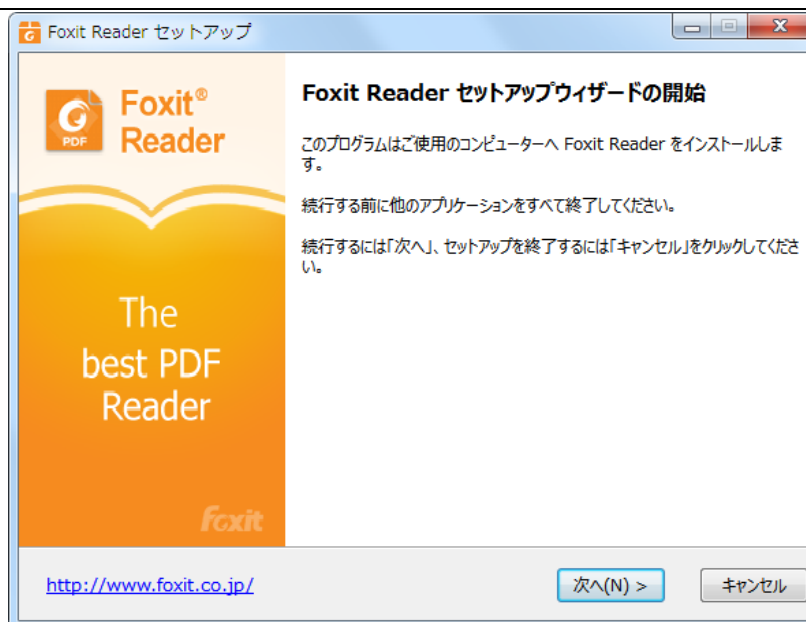 Foxit Reader セットアップ
Foxit®
Reader
PDF
The
best PDF
Reader
foxit
Foxit Reader セットアップウィザードの開始
このプログラムはご使用のコンピューターへ Foxit Reader をインストールしま
す。
続行する前に他のアプリケーションをすべて終了してください。
続行するには「次へ」、セットアップを終了するには「キャンセル」をクリックしてくださ
い。
http://www.foxit.co.jp/
次へ(N) >
キャンセル